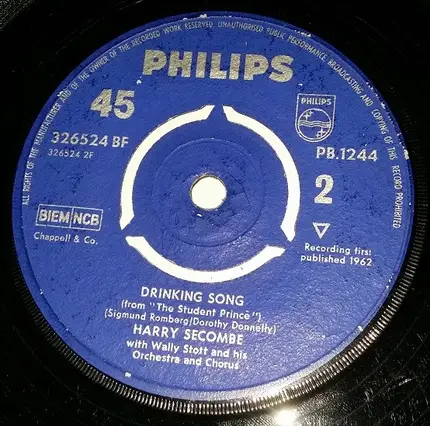 ALL RIGHTS OF THE MANUFACTURER AND OF THE OWNER OF THE RECORDED WORK RESERVED. UNAUTHORISED PUBLIC PERFORMANCE BROADCASTING AND COPYING OF THIS RECORD PROHIBITED
PHILIPS
45
PHILIPS
326524 BF
326524 2F
PB.1244
2
BIEM NCB
Chappell & Co.
Recording first
published 1962
DRINKING SONG
(from "The Student Prince")
(Sigmund Romberg/Dorothy Donnelly)
HARRY SECOMBE
with Wally Stott and his
Orchestra and Chorus